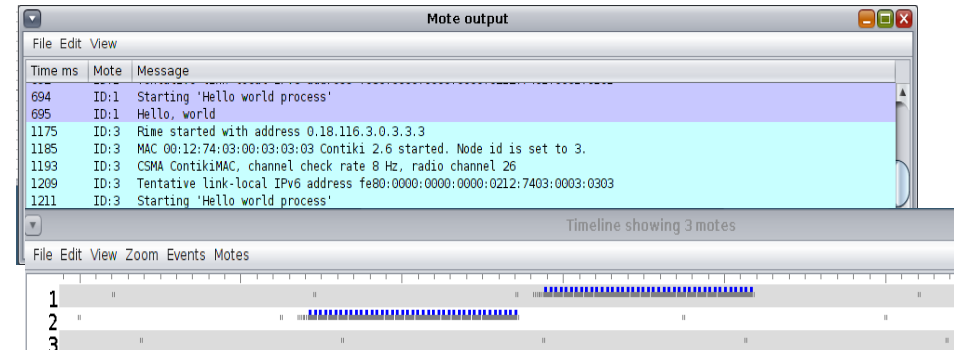 Mote output
File Edit View
Time ms Mote Message
694 ID:1 Starting 'Hello world process'
695 ID:1 Hello, world
1175 ID:3 Rime started with address 0.18.116.3.0.3.3.3
1185 ID:3 MAC 00:12:74:03:00:03:03:03 Contiki 2.6 started. Node id is set to 3.
1193 ID:3 CSMA ContikiMAC, channel check rate 8 Hz, radio channel 26
1209 ID:3 Tentative link-local IPv6 address fe80:0000:0000:0000:0212:7403:0003:0303
1211 ID:3 Starting 'Hello world process'
Timeline showing 3 motes
File Edit View Zoom Events Motes
1
2
3